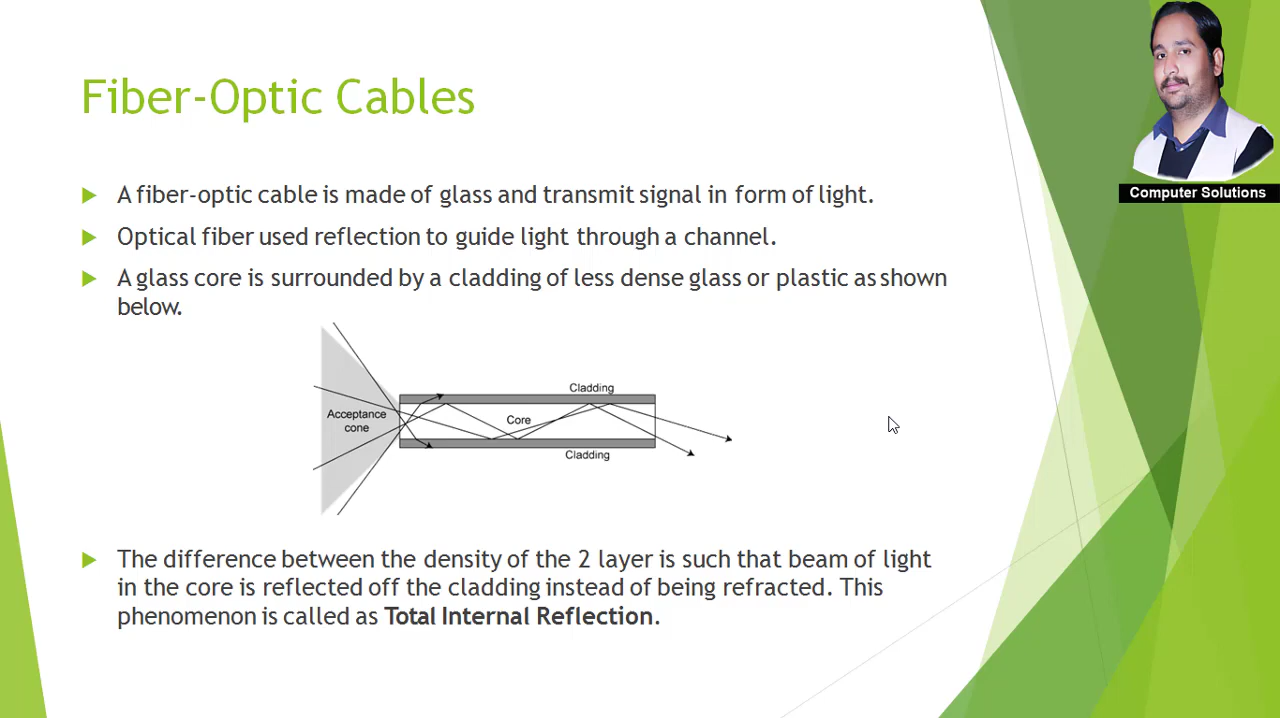 Computer Solutions
Fiber-Optic Cables
A fiber-optic cable is made of glass and transmit signal in form of light.
Optical fiber used reflection to guide light through a channel.
A glass core is surrounded by a cladding of less dense glass or plastic as shown
below.
Cladding
Acceptance
cone
Core
Cladding
The difference between the density of the 2 layer is such that beam of light
in the core is reflected off the cladding instead of being refracted. This
phenomenon is called as Total Internal Reflection.